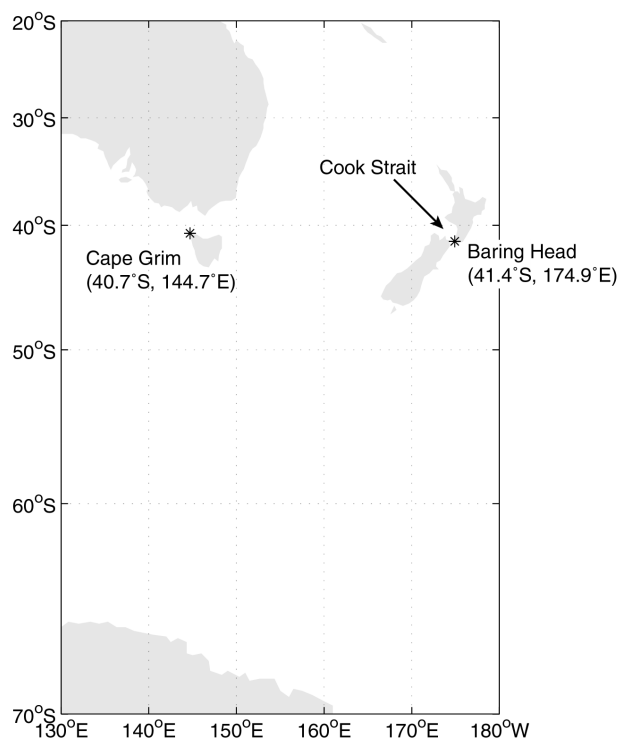 20°S
30°S
Cook Strait
40°S
Cape Grim
(40.7°S, 144.7°E)
Baring Head
(41.4°S, 174.9°E)
50°S
60°S
70°S
130°E 140°E 150°E 160°E 170°E 180°W